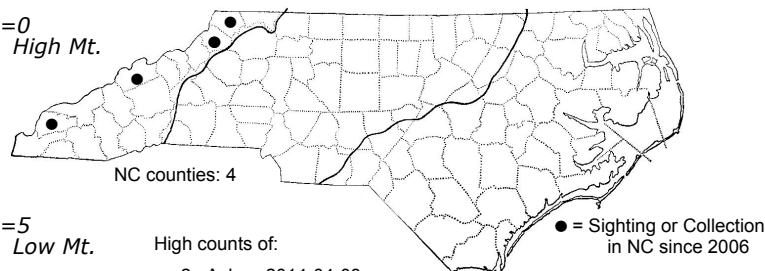 =0
High Mt.
NC counties: 4
=5
Low Mt.
High counts of:
● = Sighting or Collection
in NC since 2006